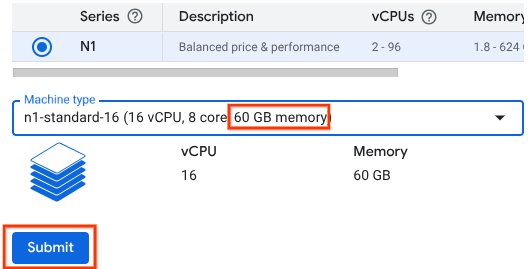 Series ? Description vCPUs ? Memory
N1 Balanced price & performance 2 - 96 1.8 - 624
Machine type
n1-standard-16 (16 vCPU, 8 core, 60 GB memory)
vCPU Memory
16 60 GB
Submit